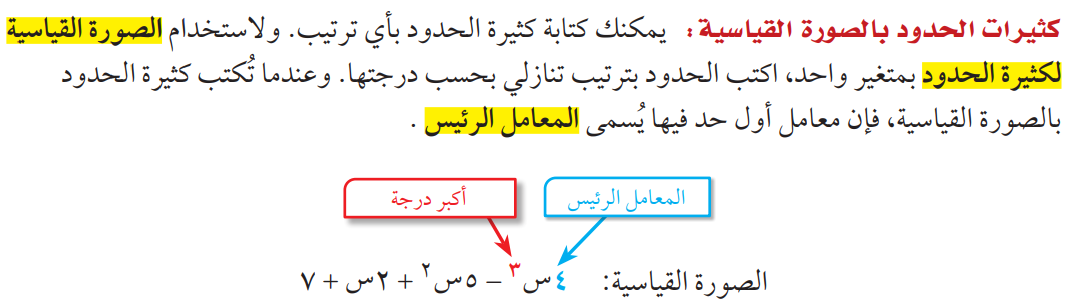 كثيرات الحدود بالصورة القياسية: يمكنك كتابة كثيرة الحدود بأي ترتيب. ولاستخدام الصورة القياسية
لكثيرة الحدود بمتغير واحد، اكتب الحدود بترتيب تنازلي بحسب درجتها. وعندما تُكتب كثيرة الحدود
بالصورة القياسية، فإن معامل أول حد فيها يُسمى المعامل الرئيس .
المعامل الرئيس
أكبر درجة
الصورة القياسية: ٤س³ – ٥س² + ٢س + ٧